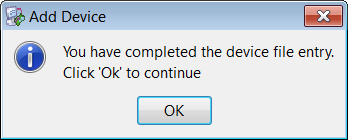 Add Device
You have completed the device file entry.
Click 'Ok' to continue
OK